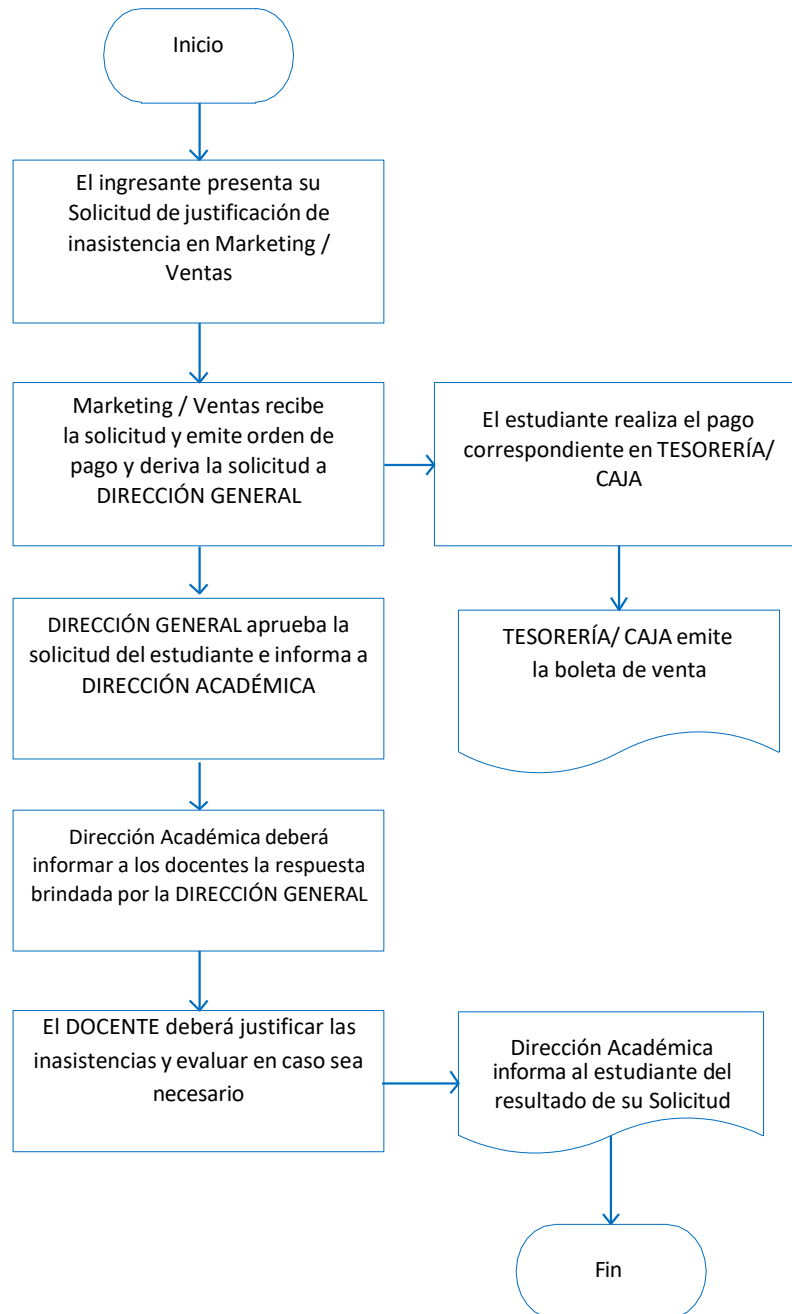 Inicio
El ingresante presenta su
Solicitud de justificación de
inasistencia en Marketing /
Ventas
Marketing / Ventas recibe
la solicitud y emite orden de
pago y deriva la solicitud a
DIRECCIÓN GENERAL
El estudiante realiza el pago
correspondiente en TESORERÍA/
CAJA
DIRECCIÓN GENERAL aprueba la
solicitud del estudiante e informa a
DIRECCIÓN ACADÉMICA
TESORERÍA/ CAJA emite
la boleta de venta
Dirección Académica deberá
informar a los docentes la respuesta
brindada por la DIRECCIÓN GENERAL
El DOCENTE deberá justificar las
inasistencias y evaluar en caso sea
necesario
Dirección Académica
informa al estudiante del
resultado de su Solicitud
Fin